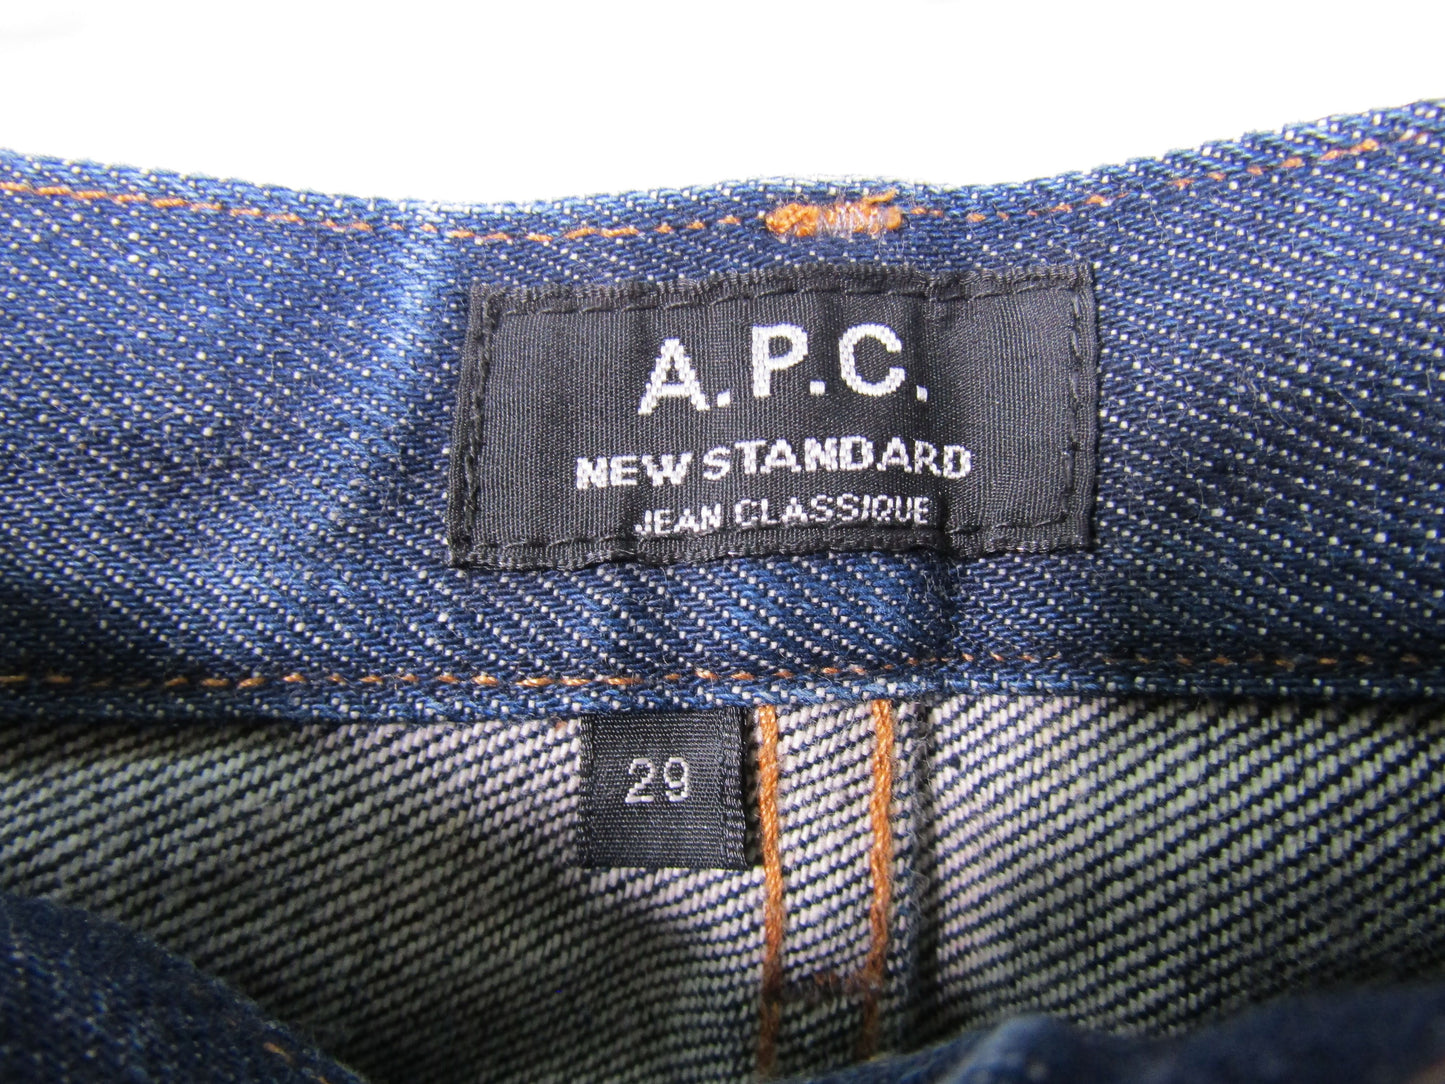 A.P.C.
NEW STANDARD
JEAN CLASSIQUE
29